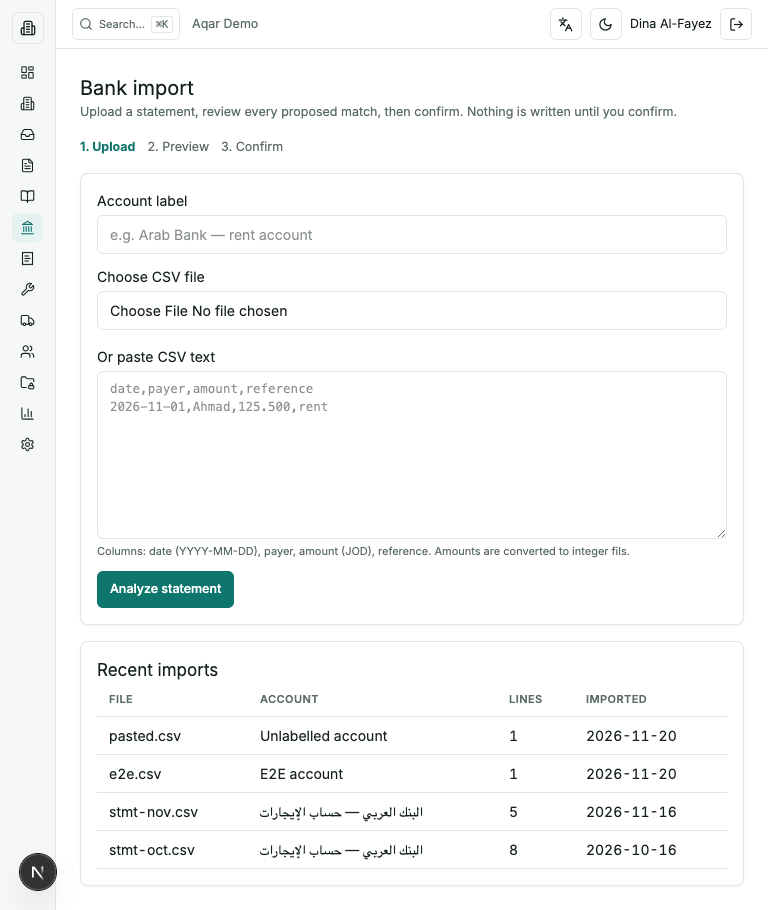 Search... ⌘K Aqar Demo Dina Al-Fayez
Bank import
Upload a statement, review every proposed match, then confirm. Nothing is written until you confirm.
1. Upload 2. Preview 3. Confirm
Account label
e.g. Arab Bank — rent account
Choose CSV file
Choose File No file chosen
Or paste CSV text
date,payer,amount,reference
2026-11-01,Ahmad,125.500,rent
Columns: date (YYYY-MM-DD), payer, amount (JOD), reference. Amounts are converted to integer fils.
Analyze statement
Recent imports
FILE ACCOUNT LINES IMPORTED
pasted.csv Unlabelled account 1 2026-11-20
e2e.csv E2E account 1 2026-11-20
stmt-nov.csv البنك العربي — حساب الإيجارات 5 2026-11-16
stmt-oct.csv البنك العربي — حساب الإيجارات 8 2026-10-16
N